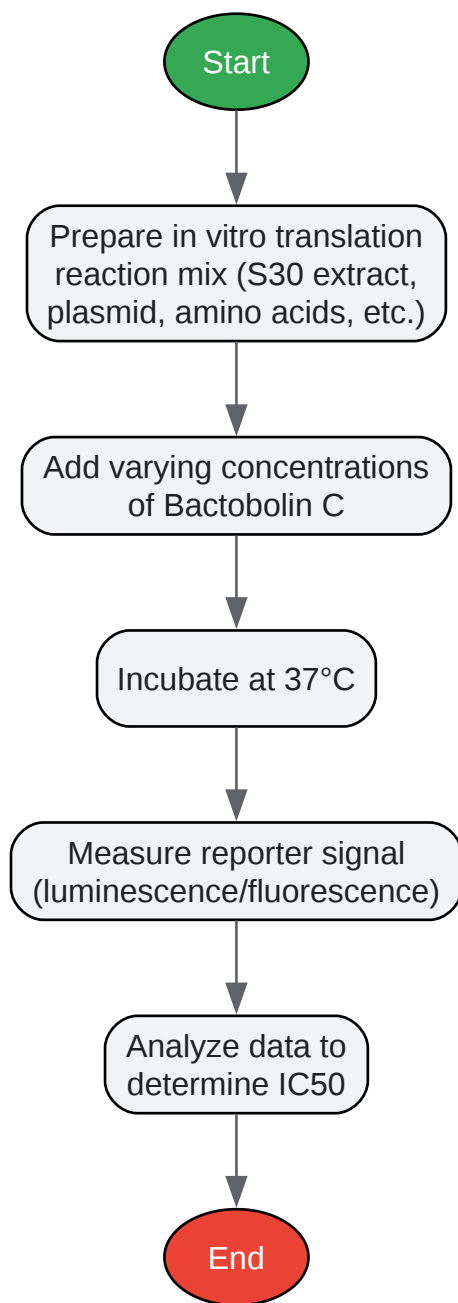 Start
Prepare in vitro translation
reaction mix (S30 extract,
plasmid, amino acids, etc.)
Add varying concentrations
of Bactobolin C
Incubate at 37°C
Measure reporter signal
(luminescence/fluorescence)
Analyze data to
determine IC50
End